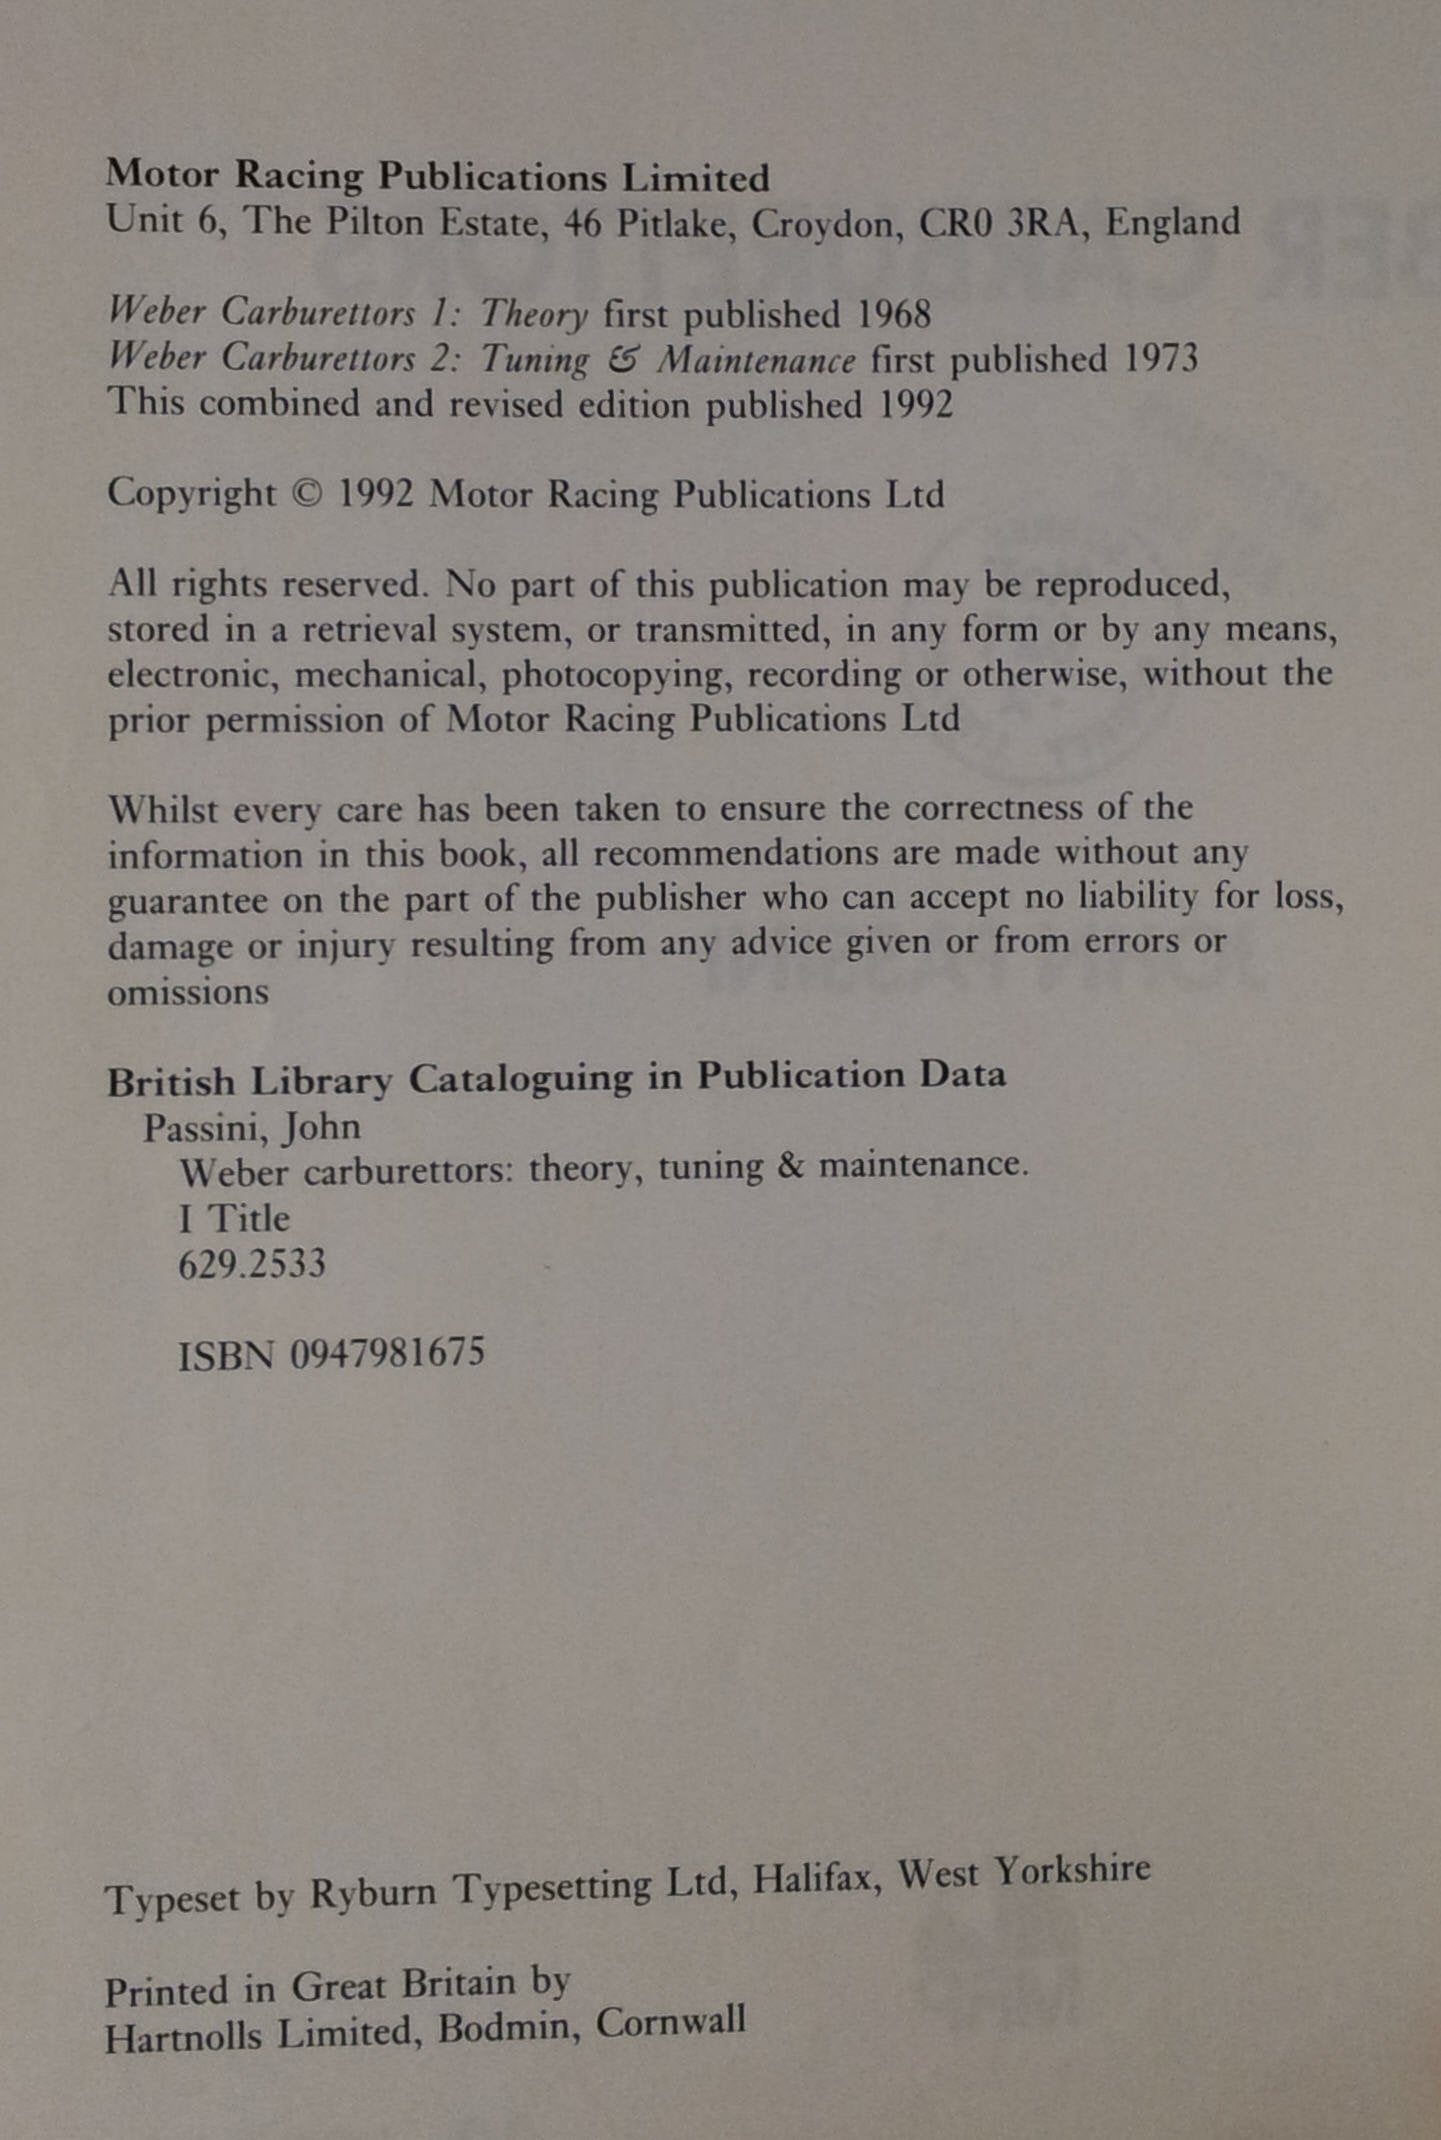 Motor Racing Publications Limited
Unit 6, The Pilton Estate, 46 Pitlake, Croydon, CR0 3RA, England
Weber Carburettors 1: Theory first published 1968
Weber Carburettors 2: Tuning & Maintenance first published 1973
This combined and revised edition published 1992
Copyright © 1992 Motor Racing Publications Ltd
All rights reserved. No part of this publication may be reproduced,
stored in a retrieval system, or transmitted, in any form or by any means,
electronic, mechanical, photocopying, recording or otherwise, without the
prior permission of Motor Racing Publications Ltd
Whilst every care has been taken to ensure the correctness of the
information in this book, all recommendations are made without any
guarantee on the part of the publisher who can accept no liability for loss,
damage or injury resulting from any advice given or from errors or
omissions
British Library Cataloguing in Publication Data
Passini, John
Weber carburettors: theory, tuning & maintenance.
I Title
629.2533
ISBN 0947981675
Typeset by Ryburn Typesetting Ltd, Halifax, West Yorkshire
Printed in Great Britain by
Hartnolls Limited, Bodmin, Cornwall